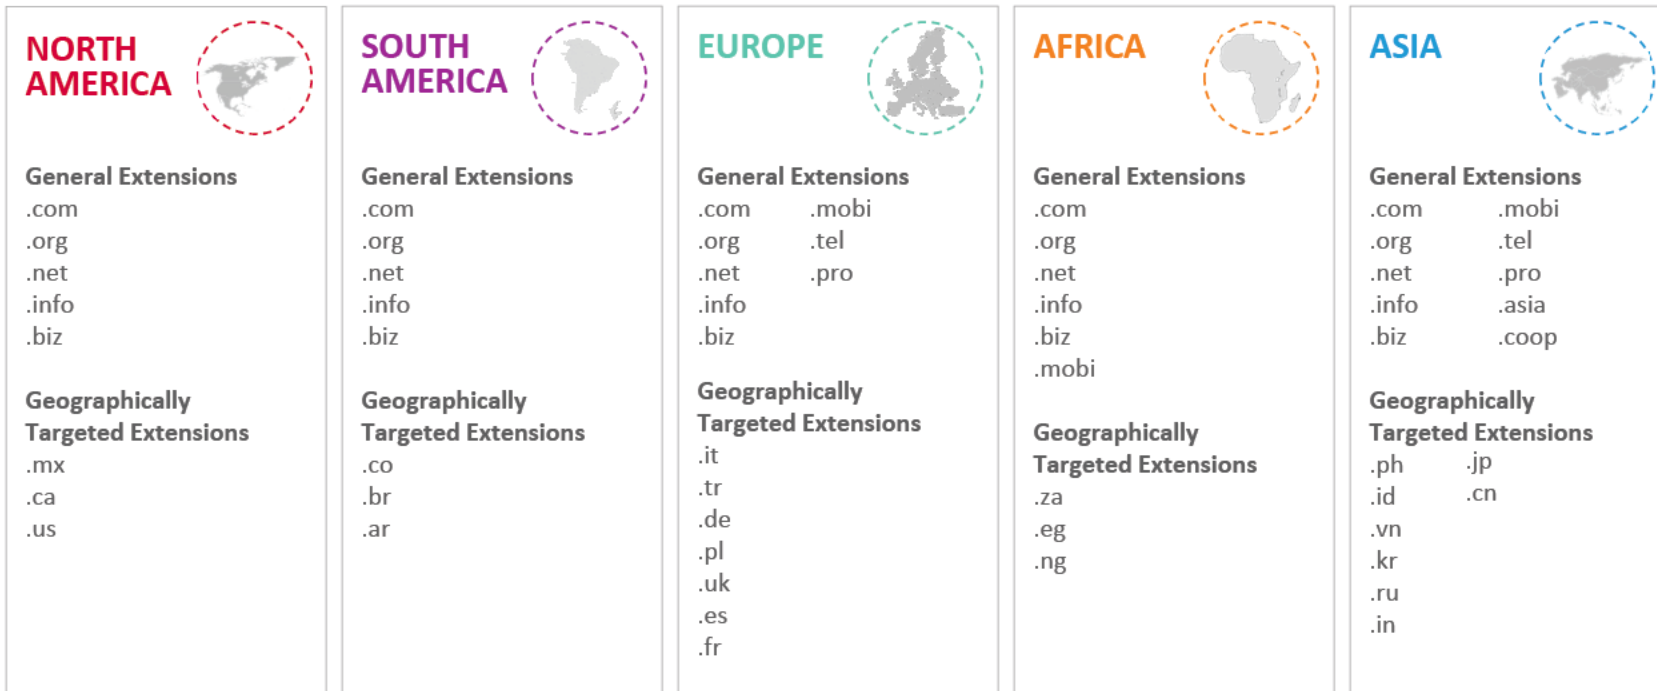 NORTH
AMERICA
General Extensions
.com
.org
.net
.info
.biz
Geographically
Targeted Extensions
.mx
.ca
.us
SOUTH
AMERICA
General Extensions
.com
.org
.net
.info
.biz
Geographically
Targeted Extensions
.co
.br
.ar
EUROPE
General Extensions
.com .mobi
.org .tel
.net .pro
.info
.biz
Geographically
Targeted Extensions
.it
.tr
.de
.pl
.uk
.es
.fr
AFRICA
General Extensions
.com
.org
.net
.info
.biz
.mobi
Geographically
Targeted Extensions
.za
.eg
.ng
ASIA
General Extensions
.com .mobi
.org .tel
.net .pro
.info .asia
.biz .coop
Geographically
Targeted Extensions
.ph .jp
.id .cn
.vn
.kr
.ru
.in